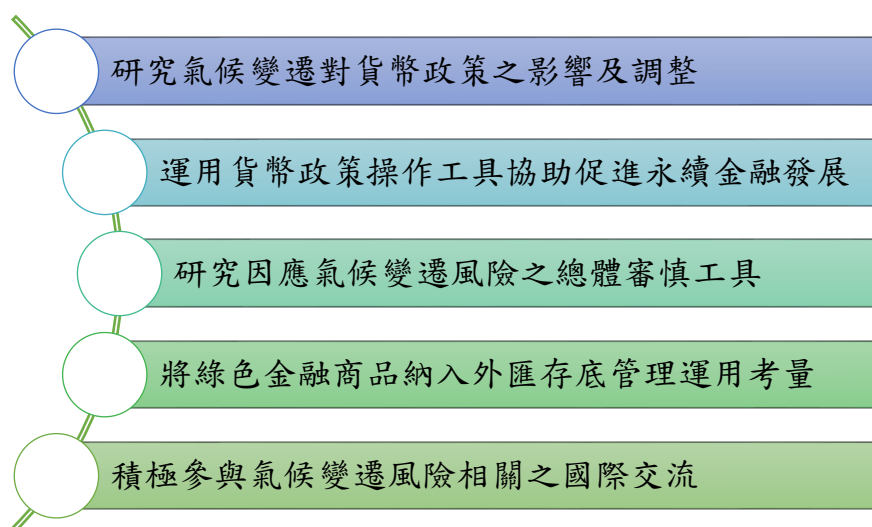 研究氣候變遷對貨幣政策之影響及調整
運用貨幣政策操作工具協助促進永續金融發展
研究因應氣候變遷風險之總體審慎工具
將綠色金融商品納入外匯存底管理運用考量
積極參與氣候變遷風險相關之國際交流